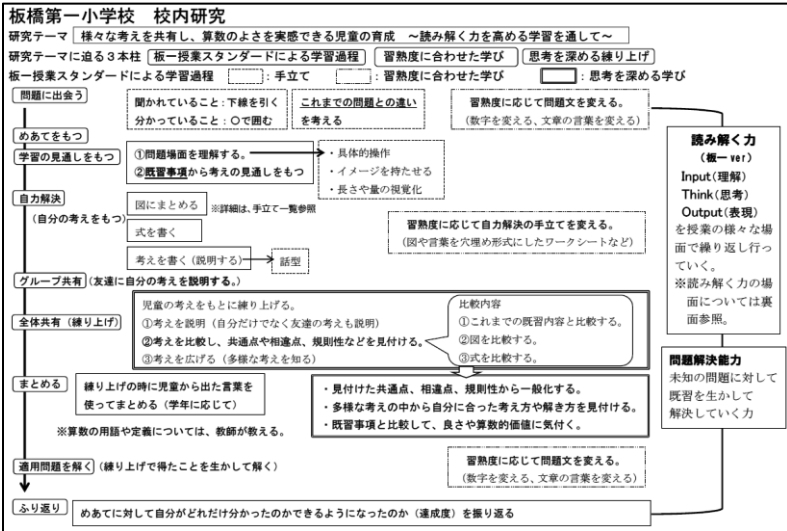 板橋第一小学校 校内研究
研究テーマ 様々な考えを共有し、算数のよさを実感できる児童の育成 ～読み解く力を高める学習を通して～
研究テーマに迫る3本柱 板一授業スタンダードによる学習過程 習熟度に合わせた学び 思考を深める練り上げ
板一授業スタンダードによる学習過程 :手立て :習熟度に合わせた学び :思考を深める学び
問題に出会う
聞かれていること:下線を引く
分かっていること:○で囲む
これまでの問題との違い
を考える
習熟度に応じて問題文を変える。
(数字を変える、文章の言葉を変える)
めあてをもつ
学習の見通しをもつ
①問題場面を理解する。
②既習事項から考えの見通しをもつ
・具体的操作
・イメージを持たせる
・長さや量の視覚化
自力解決
(自分の考えをもつ)
図にまとめる ※詳細は、手立て一覧参照
式を書く
考えを書く(説明する)
話型
習熟度に応じて自力解決の手立てを変える。
(図や言葉を穴埋め形式にしたワークシートなど)
グループ共有 (友達に自分の考えを説明する。)
全体共有(練り上げ)
児童の考えをもとに練り上げる。
①考えを説明(自分だけでなく友達の考えも説明)
②考えを比較し、共通点や相違点、規則性などを見付ける。
③考えを広げる(多様な考えを知る)
比較内容
①これまでの既習内容と比較する。
②図を比較する。
③式を比較する。
まとめる
練り上げの時に児童から出た言葉を
使ってまとめる(学年に応じて)
※算数の用語や定義については、教師が教える。
・見付けた共通点、相違点、規則性から一般化する。
・多様な考えの中から自分に合った考え方や解き方を見付ける。
・既習事項と比較して、良さや算数的価値に気付く。
適用問題を解く (練り上げで得たことを生かして解く)
習熟度に応じて問題文を変える。
(数字を変える、文章の言葉を変える)
ふり返り
めあてに対して自分がどれだけ分かったのかできるようになったのか(達成度)を振り返る
読み解く力
(板一 ver)
Input(理解)
Think(思考)
Output(表現)
を授業の様々な場
面で繰り返し行っ
ていく。
※読み解く力の場
面については裏
面参照。
問題解決能力
未知の問題に対して
既習を生かして
解決していく力